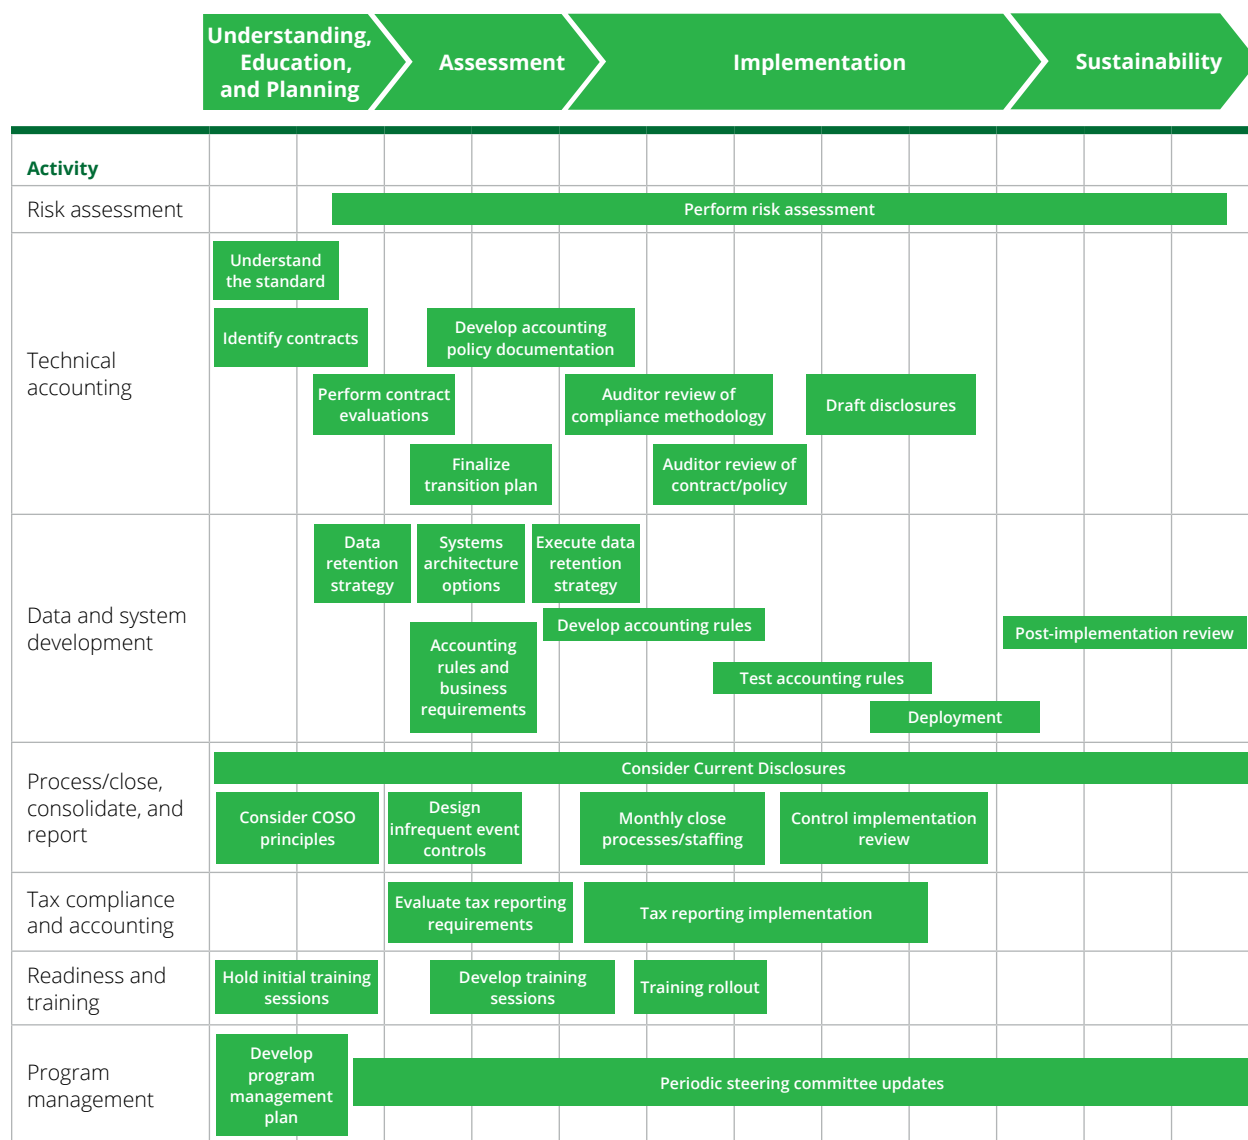 Understanding,
Education,
and Planning
Assessment
Implementation
Sustainability
Activity
Risk assessment
Perform risk assessment
Technical
accounting
Understand
the standard
Identify contracts
Develop accounting
policy documentation
Perform contract
evaluations
Auditor review of
compliance methodology
Draft disclosures
Finalize
transition plan
Auditor review of
contract/policy
Data and system
development
Data
retention
strategy
Systems
architecture
options
Execute data
retention
strategy
Develop accounting rules
Post-implementation review
Accounting
rules and
business
requirements
Test accounting rules
Deployment
Process/close,
consolidate, and
report
Consider Current Disclosures
Consider COSO
principles
Design
infrequent event
controls
Monthly close
processes/staffing
Control implementation
review
Tax compliance
and accounting
Evaluate tax reporting
requirements
Tax reporting implementation
Readiness and
training
Hold initial training
sessions
Develop training
sessions
Training rollout
Program
management
Develop
program
management
plan
Periodic steering committee updates